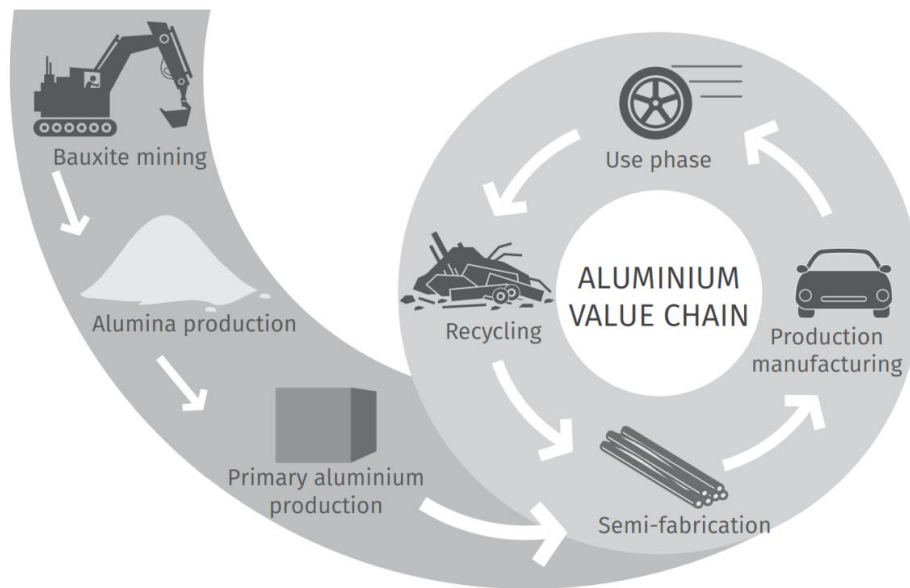 Bauxite mining
Alumina production
Primary aluminium
production
Semi-fabrication
Production
manufacturing
Use phase
Recycling
ALUMINIUM
VALUE CHAIN